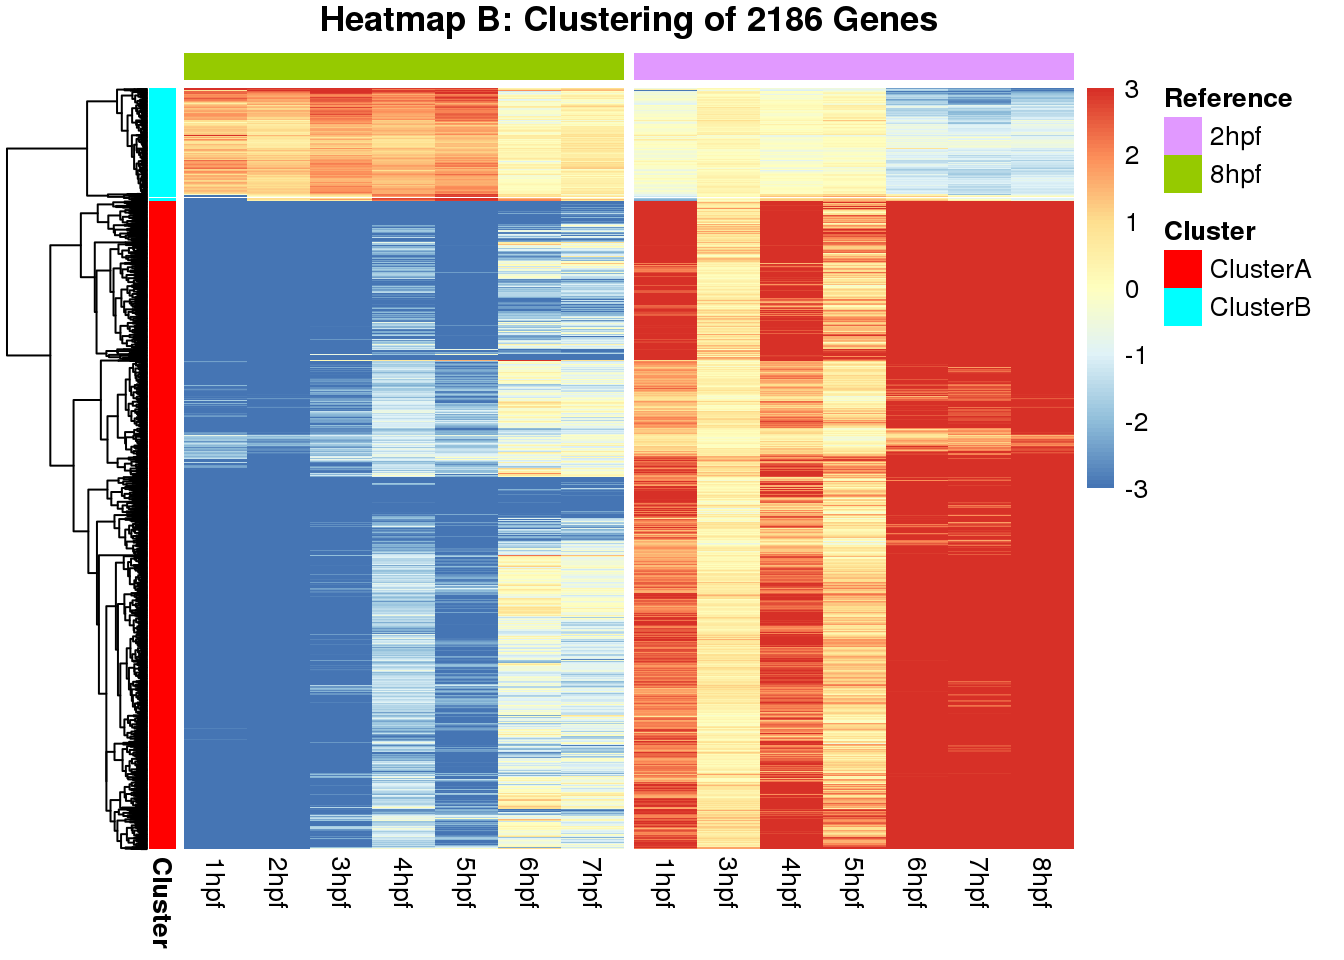 Heatmap B: Clustering of 2186 Genes
3
2
1
0
-1
-2
-3
Reference
2hpf
8hpf
Cluster
ClusterA
ClusterB
Cluster
1hpf
2hpf
3hpf
4hpf
5hpf
6hpf
7hpf
1hpf
3hpf
4hpf
5hpf
6hpf
7hpf
8hpf